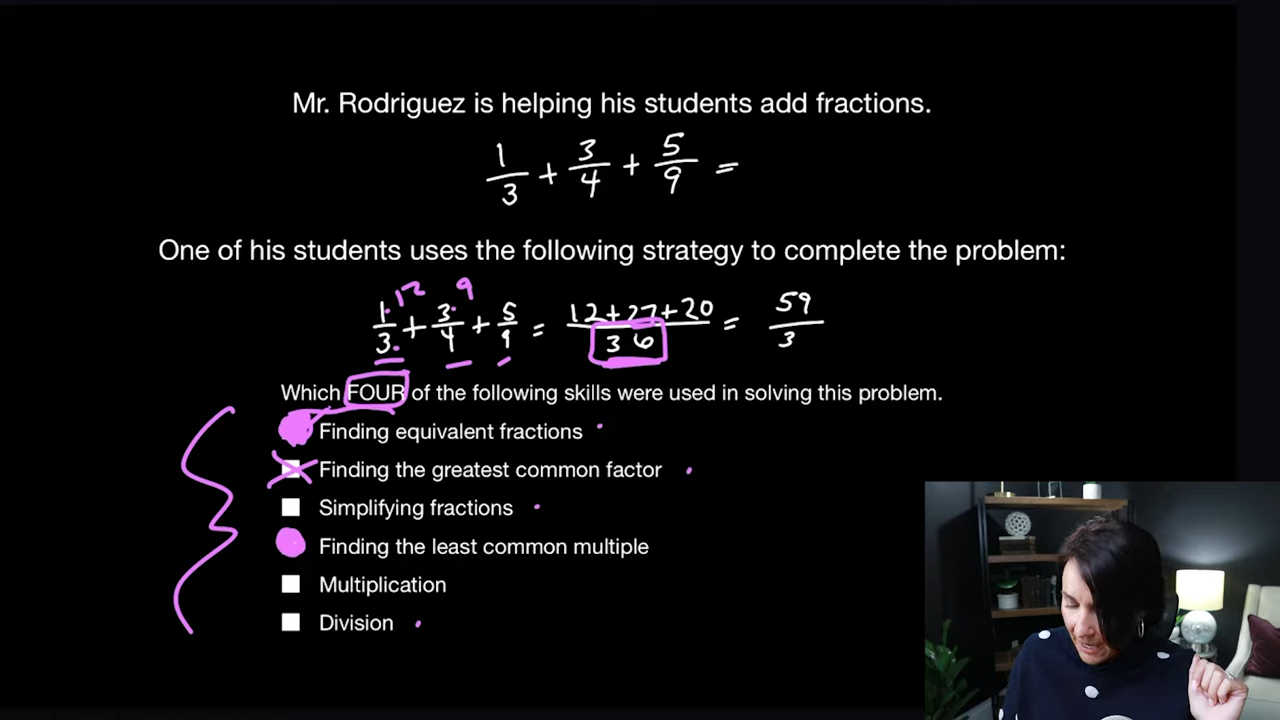 Mr. Rodriguez is helping his students add fractions.
1/3 + 3/4 + 5/9 =
One of his students uses the following strategy to complete the problem:
12 9
1/3 + 3/4 + 5/9 = 12+27+20/36 = 59/3
Which FOUR of the following skills were used in solving this problem.
Finding equivalent fractions
Finding the greatest common factor
Simplifying fractions
Finding the least common multiple
Multiplication
Division